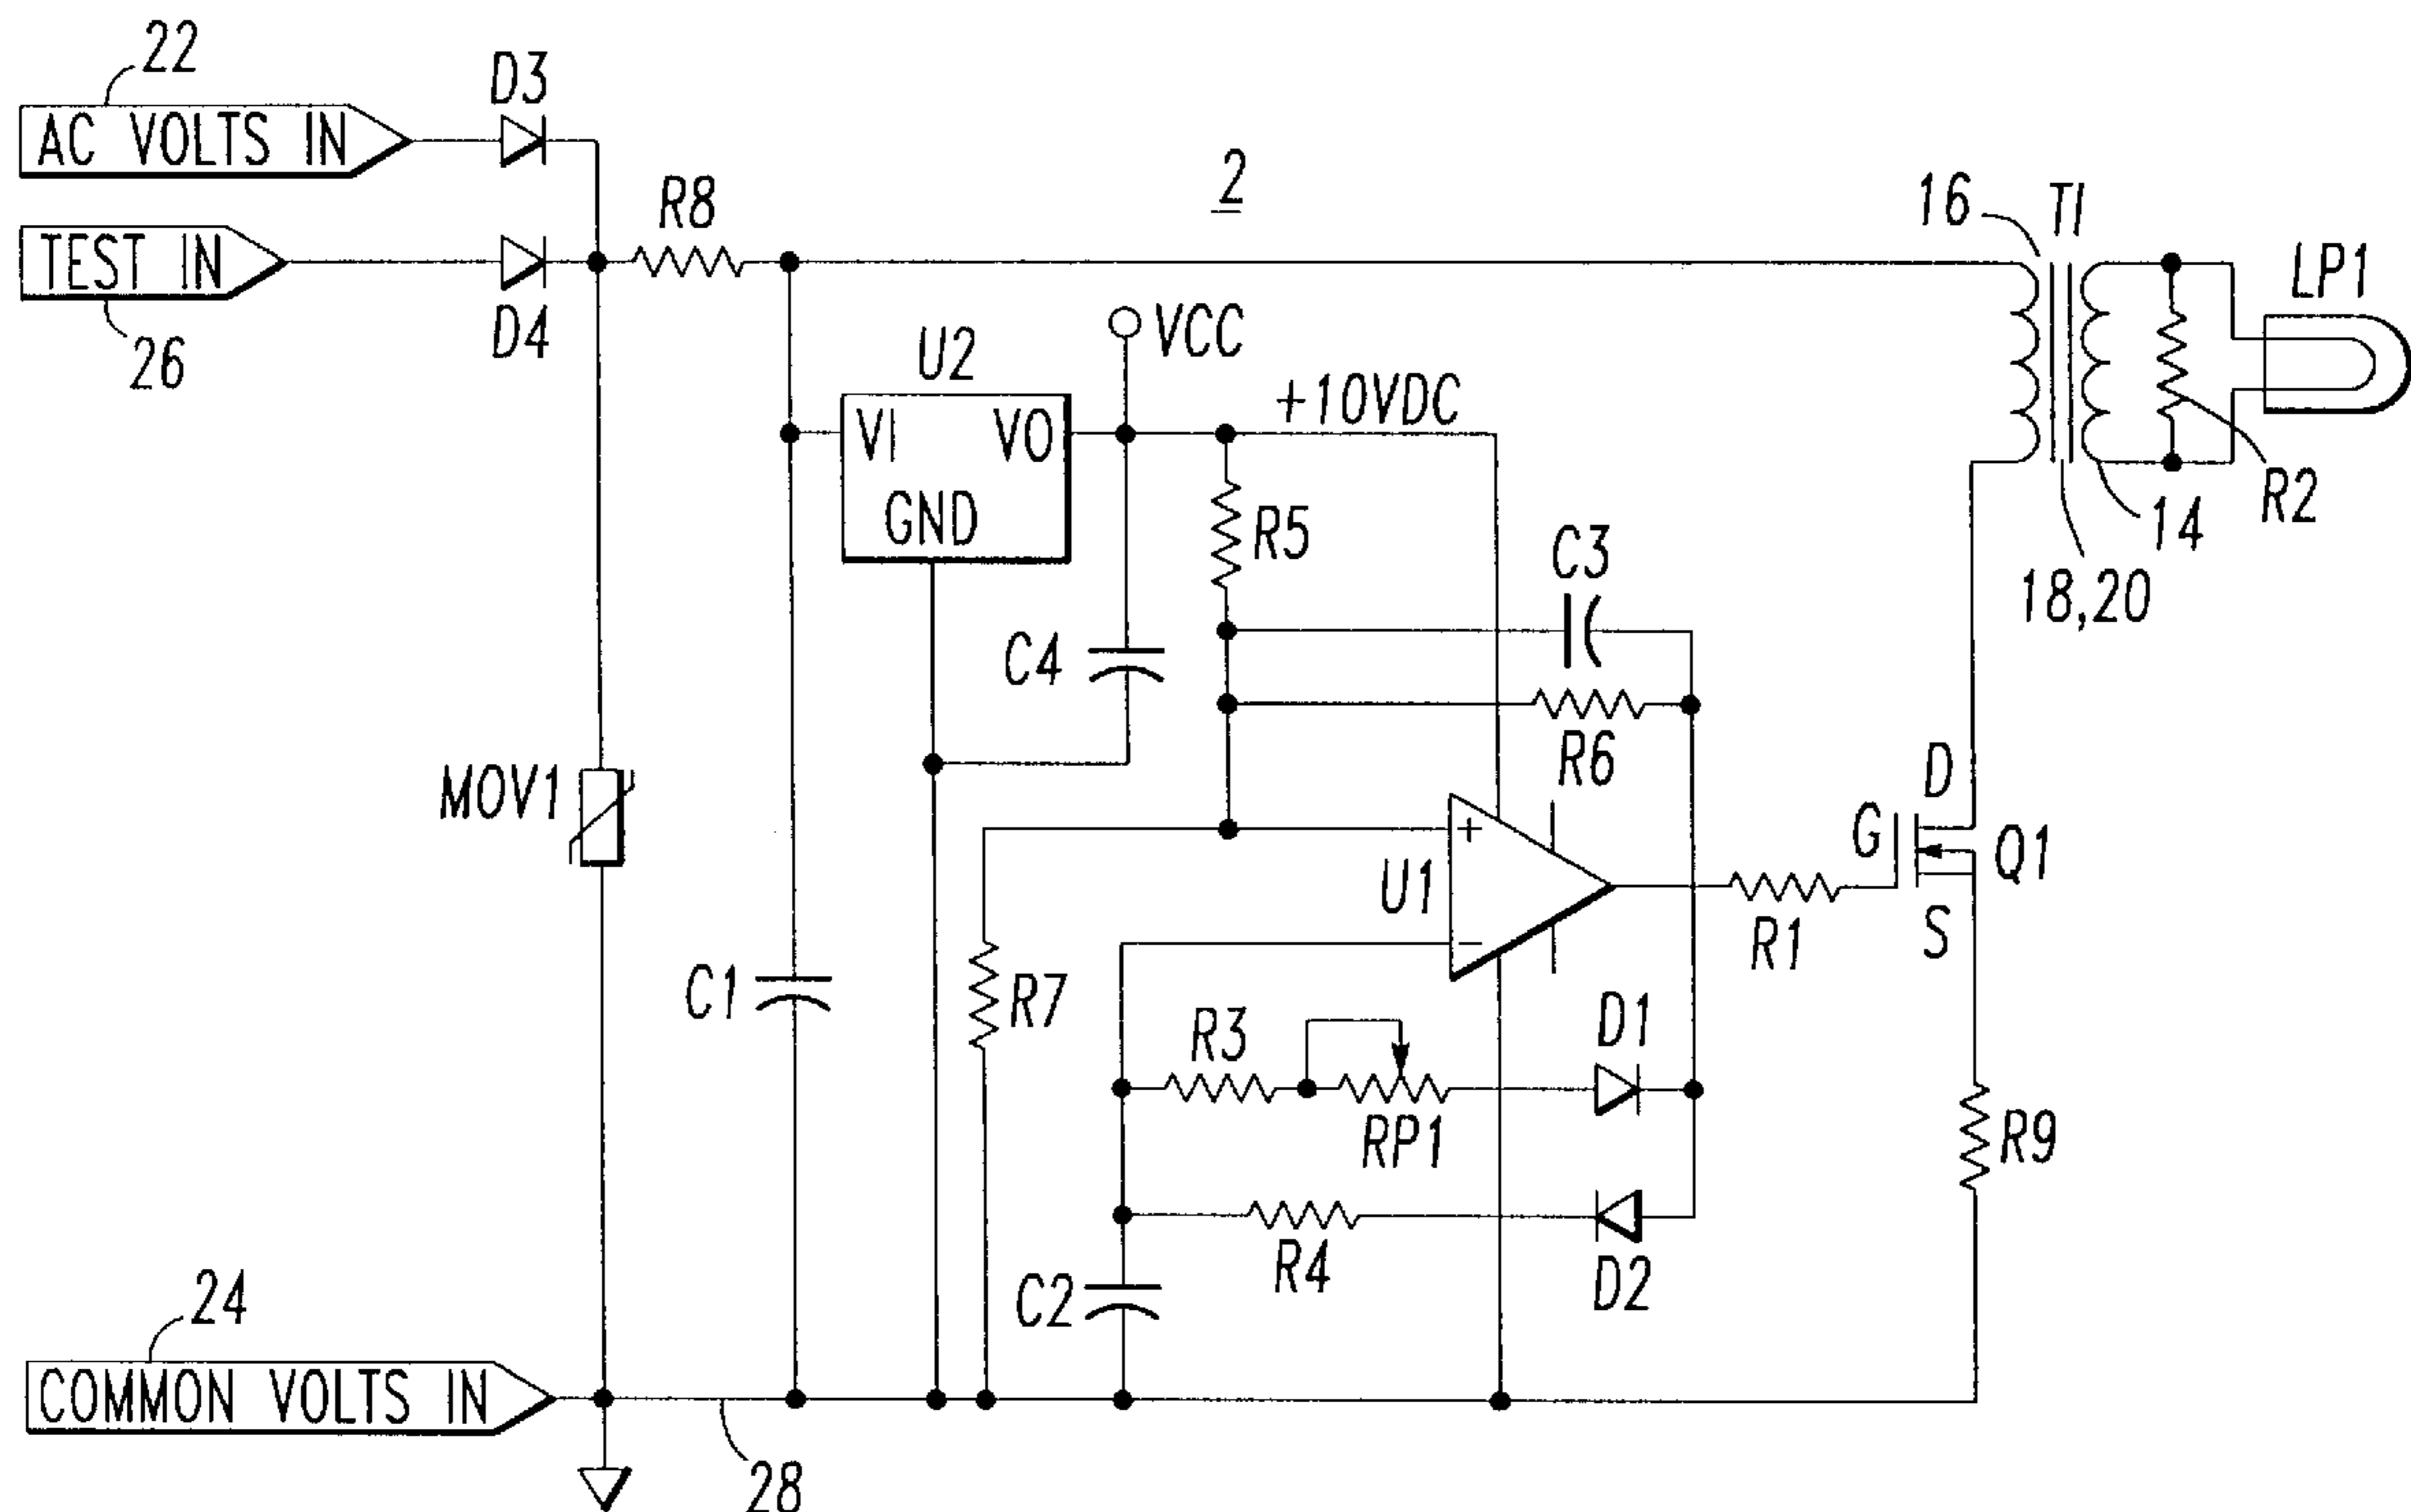 22
D3
AC VOLTS IN
2
R8
16
T1
TEST IN
LP1
D4
26
VCC
U2
+10VDC
VI
VO
GND
R5
R2
14
C3
18,20
C4
R6
MOV1
D
G
Q1
U1
+
−
R1
S
C1
R7
R3
D1
RP1
R9
R4
D2
C2
24
COMMON VOLTS IN
28